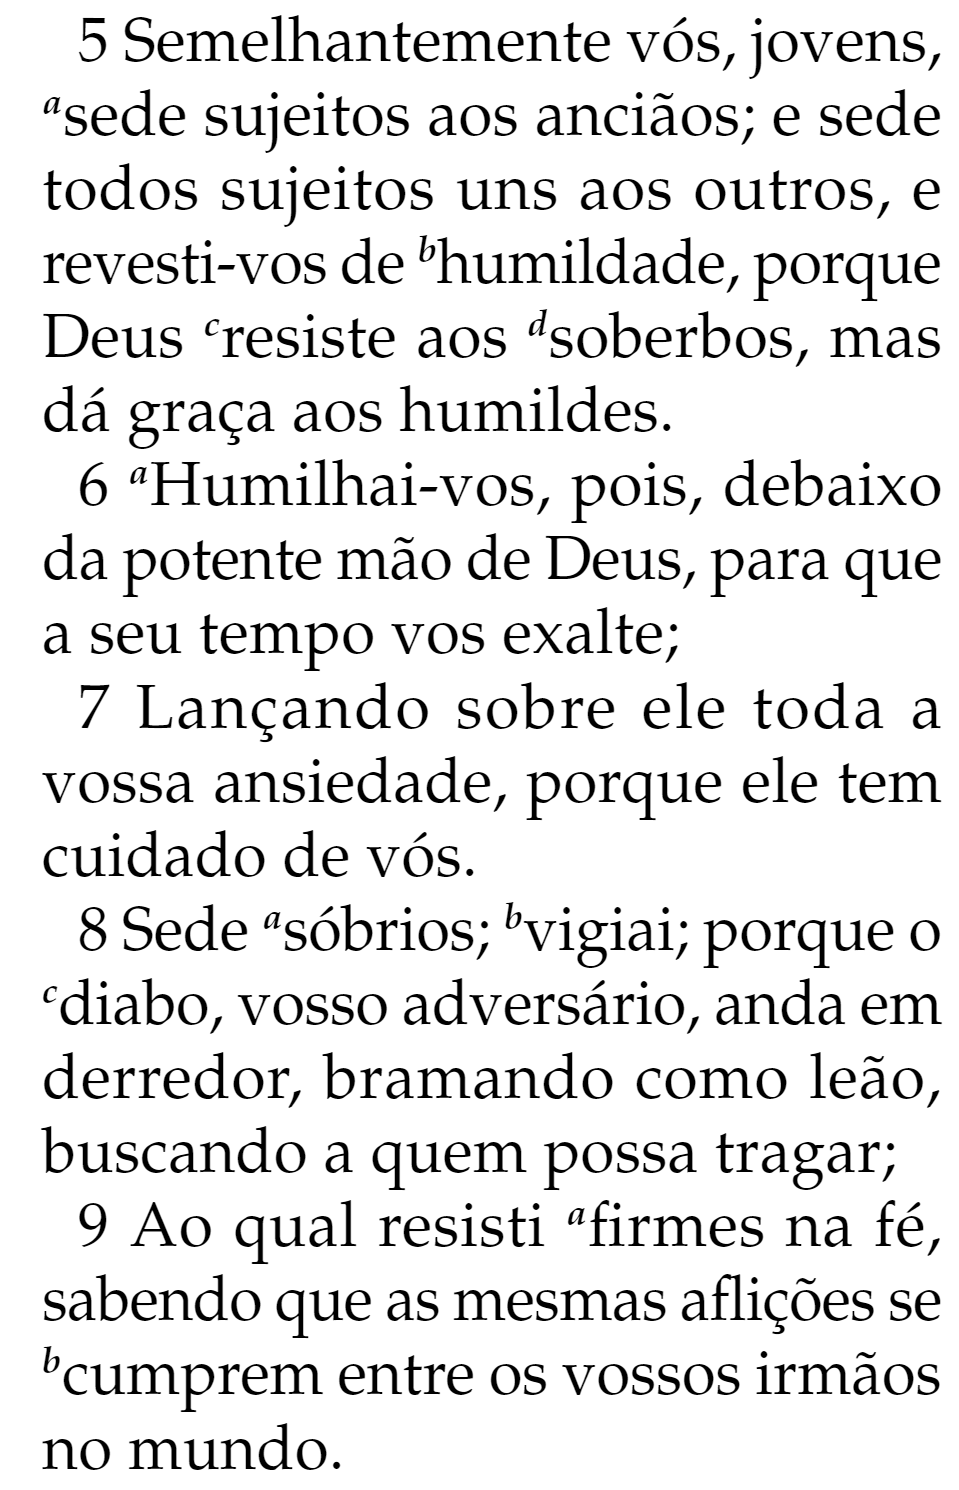 5 Semelhantemente vós, jovens,
ᵃsede sujeitos aos anciãos; e sede
todos sujeitos uns aos outros, e
revesti-vos de ᵇhumildade, porque
Deus ᶜresiste aos ᵈsoberbos, mas
dá graça aos humildes.
6 ᵃHumilhai-vos, pois, debaixo
da potente mão de Deus, para que
a seu tempo vos exalte;
7 Lançando sobre ele toda a
vossa ansiedade, porque ele tem
cuidado de vós.
8 Sede ᵃsóbrios; ᵇvigiai; porque o
ᶜdiabo, vosso adversário, anda em
derredor, bramando como leão,
buscando a quem possa tragar;
9 Ao qual resisti ᵃfirmes na fé,
sabendo que as mesmas aflições se
ᵇcumprem entre os vossos irmãos
no mundo.